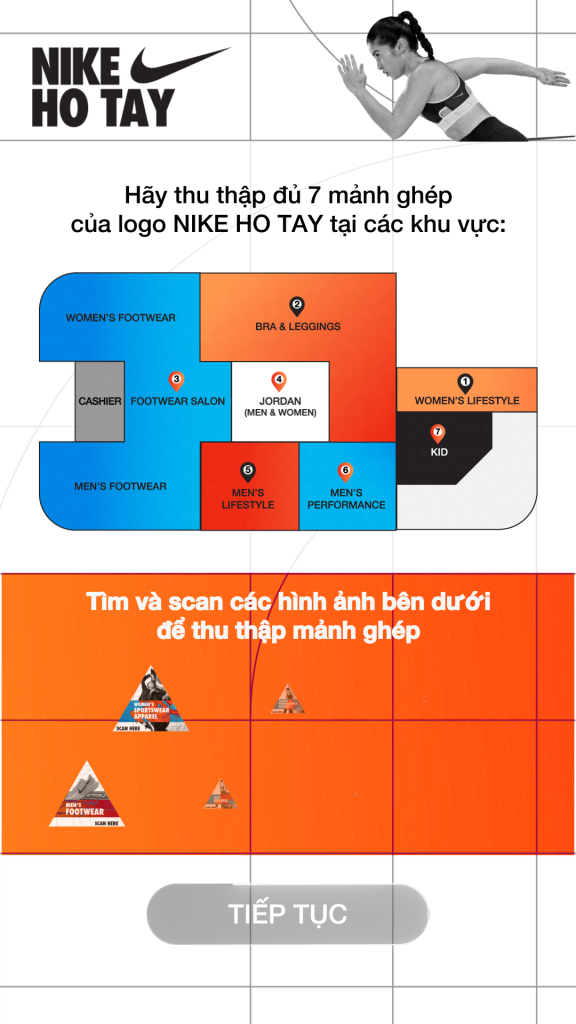 NIKE
HO TAY
Hãy thu thập đủ 7 mảnh ghép
của logo NIKE HO TAY tại các khu vực:
WOMEN'S FOOTWEAR
2
BRA & LEGGINGS
CASHIER
3
FOOTWEAR SALON
4
JORDAN
(MEN & WOMEN)
1
WOMEN'S LIFESTYLE
7
KID
MEN'S FOOTWEAR
5
MEN'S
LIFESTYLE
6
MEN'S
PERFORMANCE
Tìm và scan các hình ảnh bên dưới
để thu thập mảnh ghép
WOMEN'S
SPORTSWEAR
APPAREL
SCAN HERE
MEN'S
FOOTWEAR
SCAN HERE
TIẾP TỤC